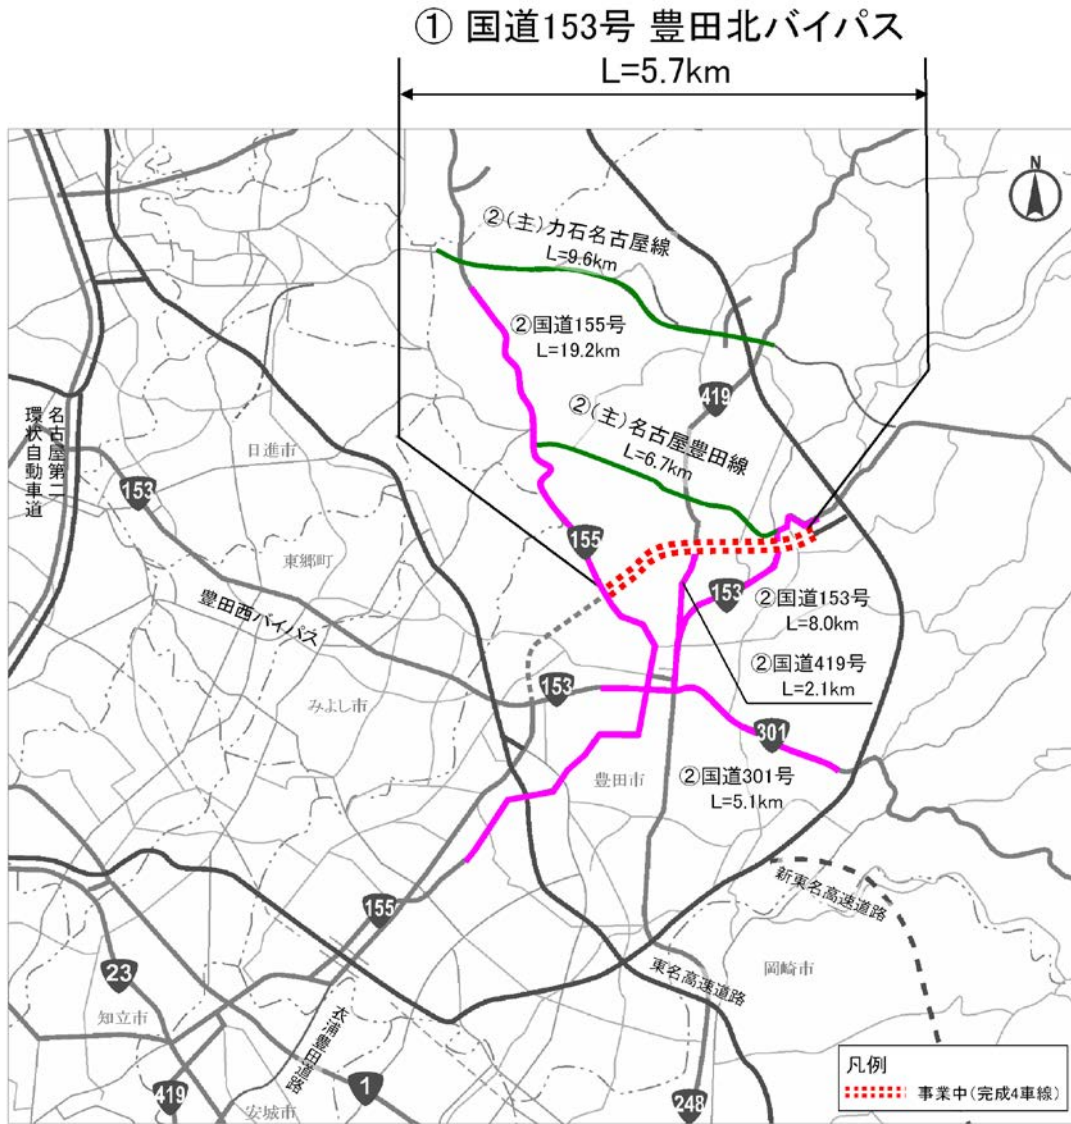 ① 国道153号 豊田北バイパス
L=5.7km
N
②(主)力石名古屋線
L=9.6km
②国道155号
L=19.2km
419
②(主)名古屋豊田線
L=6.7km
名古屋第二
環状自動車道
日進市
153
155
東郷町
豊田西バイパス
153
②国道153号
L=8.0km
②国道419号
L=2.1km
153
みよし市
301
豊田市
②国道301号
L=5.1km
新東名高速道路
155
23
東名高速道路
岡崎市
知立市
衣浦豊田道路
419
1
248
安城市
凡例
事業中(完成4車線)